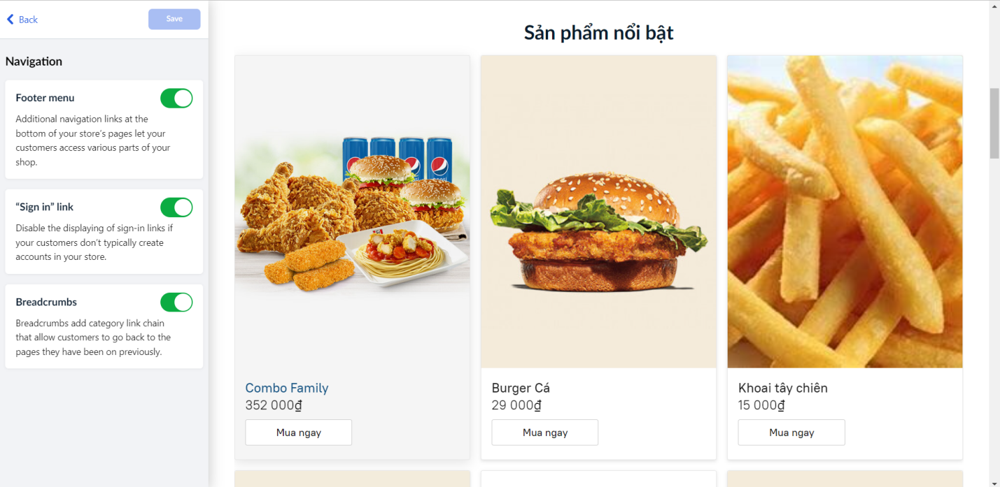 Back
Save
Navigation
Footer menu
Additional navigation links at the
bottom of your store's pages let your
customers access various parts of your
shop.
“Sign in” link
Disable the displaying of sign-in links if
your customers don't typically create
accounts in your store.
Breadcrumbs
Breadcrumbs add category link chain
that allow customers to go back to the
pages they have been on previously.
Sản phẩm nổi bật
Combo Family
352 000₫
Mua ngay
Burger Cá
29 000₫
Mua ngay
Khoai tây chiên
15 000₫
Mua ngay